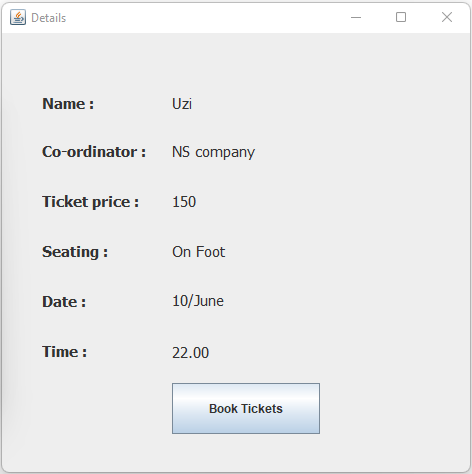 Details
Name : Uzi
Co-ordinator : NS company
Ticket price : 150
Seating : On Foot
Date : 10/June
Time : 22.00
Book Tickets